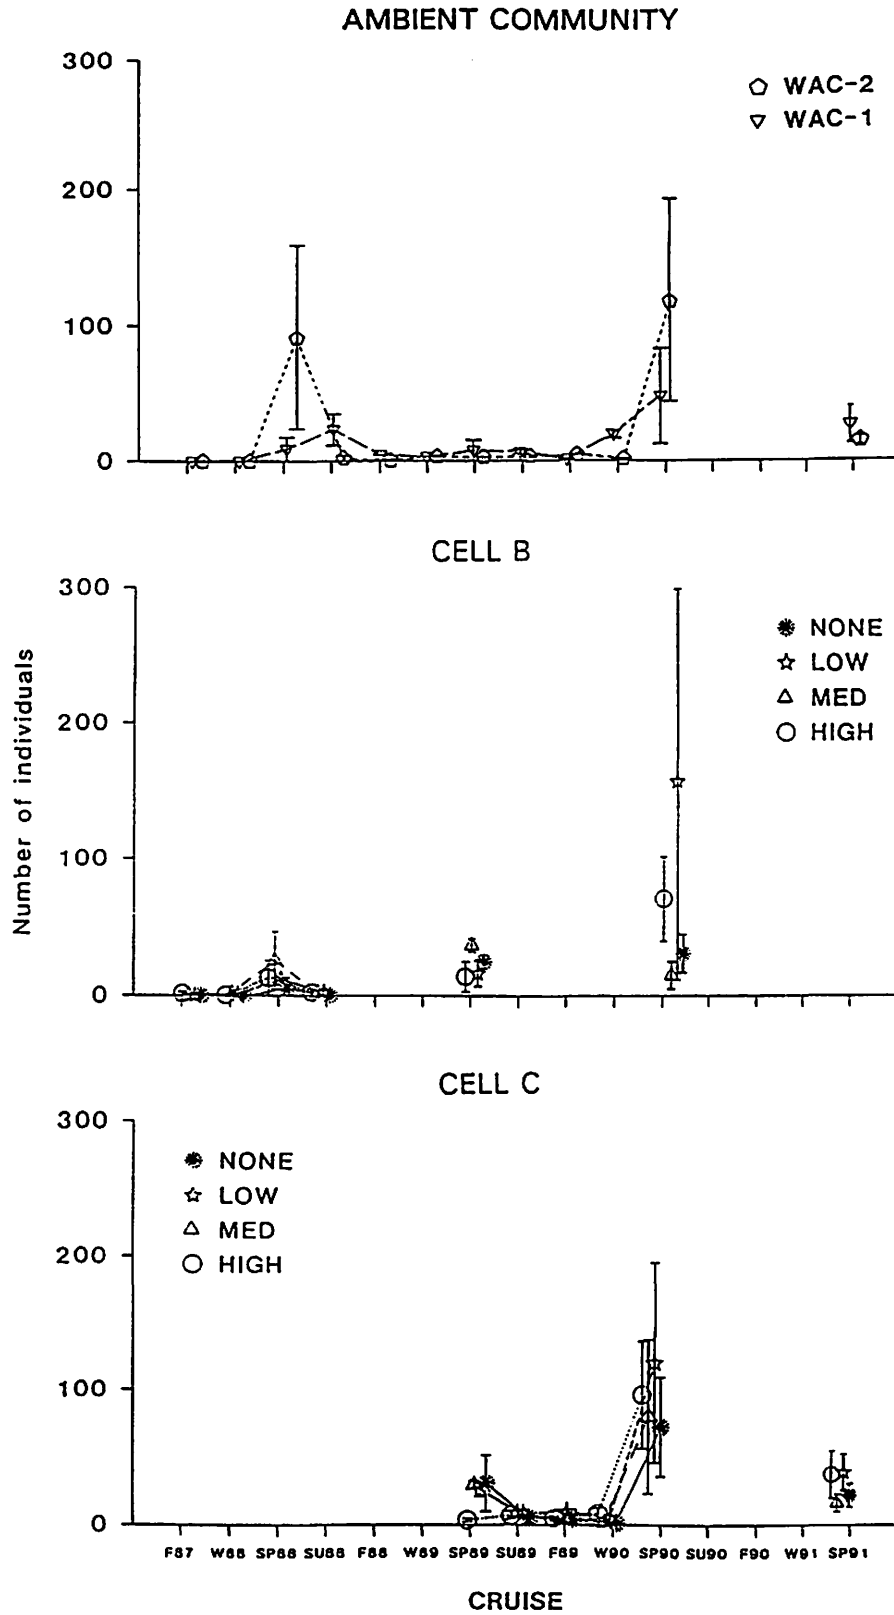 AMBIENT COMMUNITY
300
200
100
0
WAC-2
WAC-1
CELL B
300
200
100
0
NONE
LOW
MED
HIGH
Number of individuals
CELL C
300
200
100
0
NONE
LOW
MED
HIGH
F87 W88 SP88 SU88 F88 W89 SP89 SU89 F89 W90 SP90 SU90 F90 W91 SP91
CRUISE